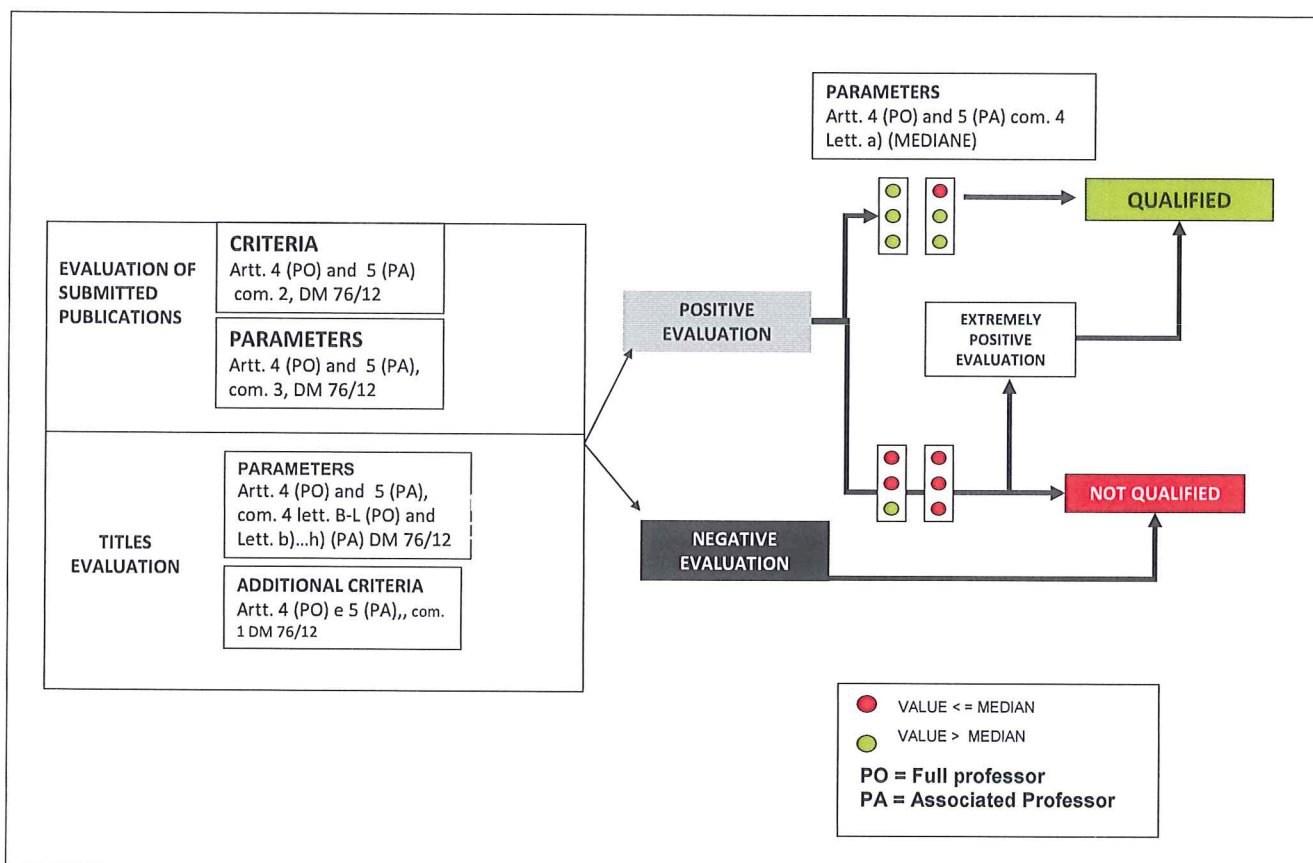 PARAMETERS
Artt. 4 (PO) and 5 (PA) com. 4
Lett. a) (MEDIANE)
QUALIFIED
EVALUATION OF
SUBMITTED
PUBLICATIONS
CRITERIA
Artt. 4 (PO) and 5 (PA)
com. 2, DM 76/12
PARAMETERS
Artt. 4 (PO) and 5 (PA),
com. 3, DM 76/12
POSITIVE
EVALUATION
EXTREMELY
POSITIVE
EVALUATION
TITLES
EVALUATION
PARAMETERS
Artt. 4 (PO) and 5 (PA),
com. 4 lett. B-L (PO) and
Lett. b)...h) (PA) DM 76/12
ADDITIONAL CRITERIA
Artt. 4 (PO) e 5 (PA),, com.
1 DM 76/12
NEGATIVE
EVALUATION
NOT QUALIFIED
VALUE < = MEDIAN
VALUE > MEDIAN
PO = Full professor
PA = Associated Professor